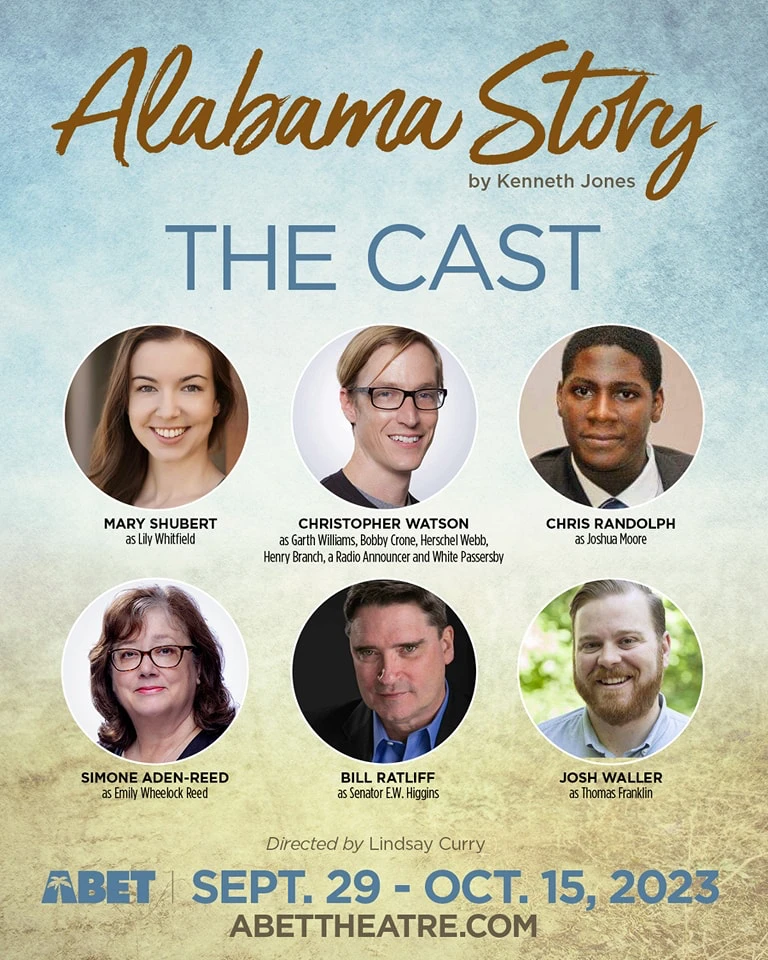 Alabama Story
by Kenneth Jones
THE CAST
MARY SHUBERT
as Lily Whitfield
CHRISTOPHER WATSON
as Garth Williams, Bobby Crone, Herschel Webb,
Henry Branch, a Radio Announcer and White Passersby
CHRIS RANDOLPH
as Joshua Moore
SIMONE ADEN-REED
as Emily Wheelock Reed
BILL RATLIFF
as Senator E.W. Higgins
JOSH WALLER
as Thomas Franklin
Directed by Lindsay Curry
ABET | SEPT. 29 - OCT. 15, 2023
ABETTHEATRE.COM